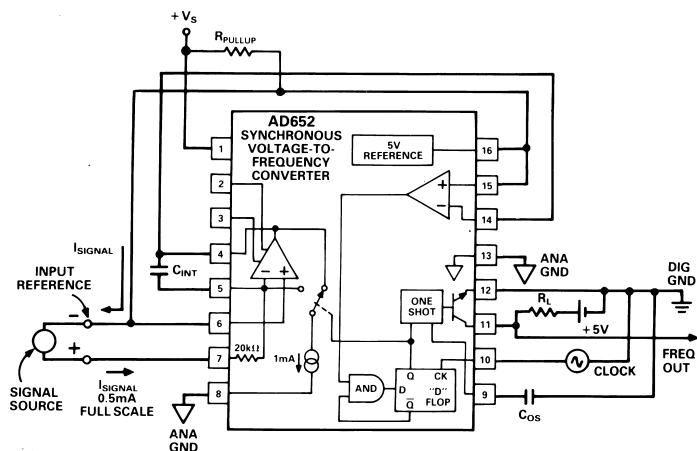 +VS
RPULLUP
AD652
SYNCHRONOUS
VOLTAGE-TO-
FREQUENCY
CONVERTER
5V
REFERENCE
1
2
3
4
5
6
7
8
16
15
14
13
12
11
10
9
+
−
− +
ISIGNAL
INPUT
REFERENCE
CINT
−
+
SIGNAL
SOURCE
ISIGNAL
0.5mA
FULL SCALE
20kΩ
1mA
ANA
GND
ONE
SHOT
AND
D
Q
CK
"D"
FLOP
Q̅
ANA
GND
DIG
GND
RL
+5V
FREQ
OUT
CLOCK
COS